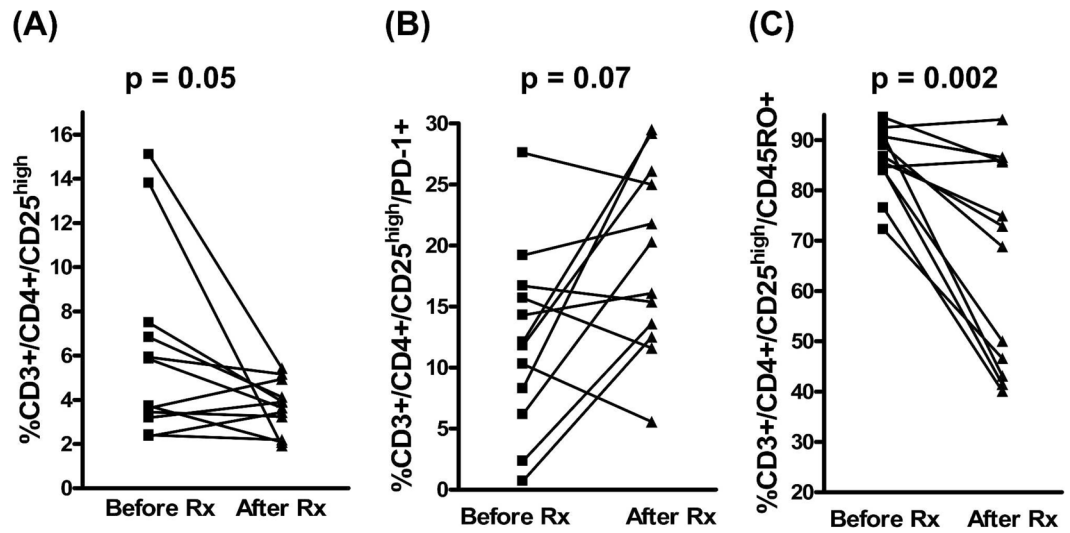 (A)
p = 0.05
%CD3+/CD4+/CD25high
16
14
12
10
8
6
4
2
0
Before Rx After Rx
(B)
p = 0.07
%CD3+/CD4+/CD25high/PD-1+
30
25
20
15
10
5
0
Before Rx After Rx
(C)
p = 0.002
%CD3+/CD4+/CD25high/CD45RO+
90
80
70
60
50
40
30
20
Before Rx After Rx